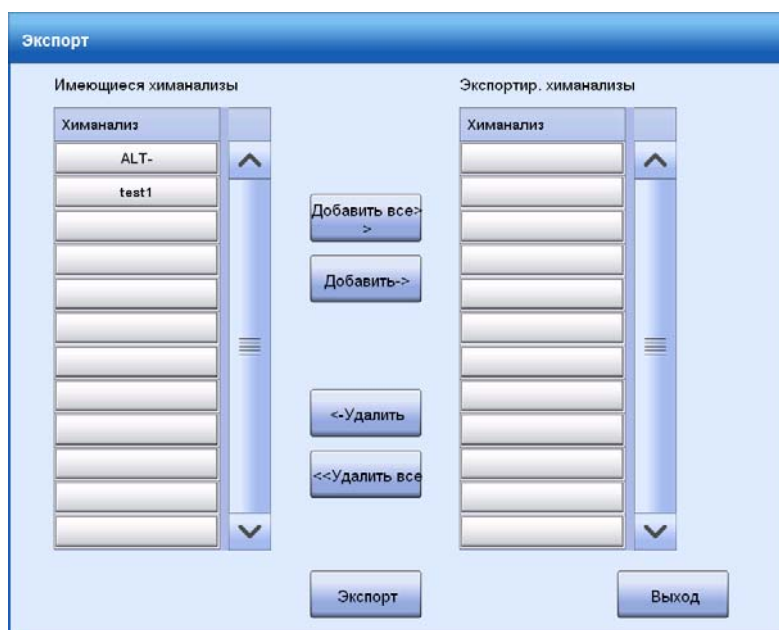 Экспорт
Имеющиеся химанализы
Экспортир. химанализы
Химанализ
Химанализ
ALT-
test1
Добавить все>
>
Добавить->
<-Удалить
<<Удалить все
Экспорт
Выход